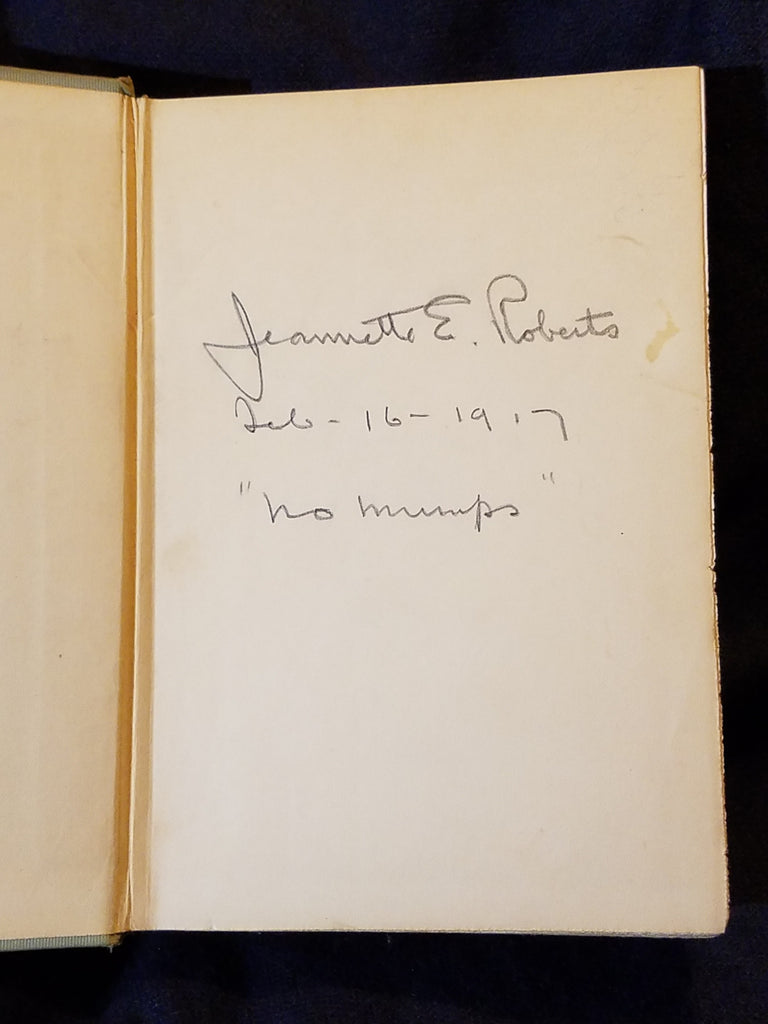 Jeannette E. Roberts
Feb - 16 - 1917
"no mumps"